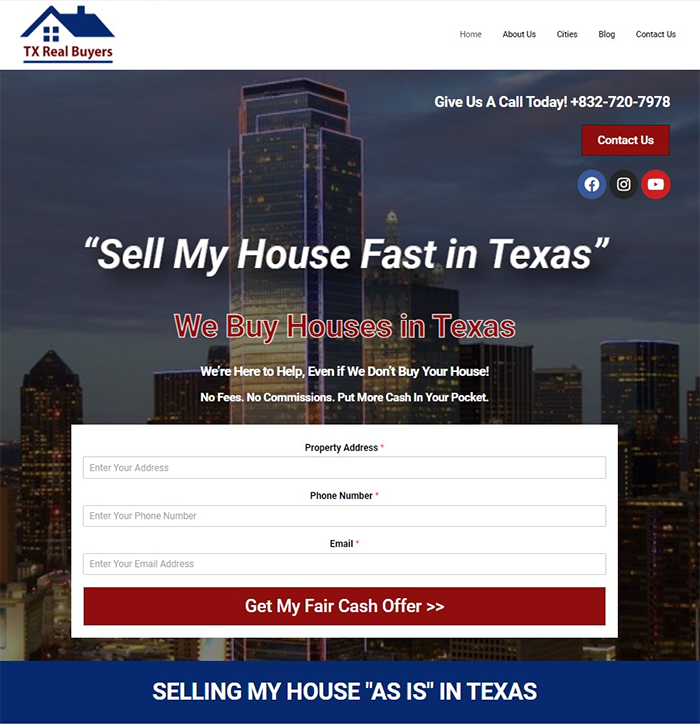 TX Real Buyers
Home
About Us
Cities
Blog
Contact Us
Give Us A Call Today! +832-720-7978
Contact Us
“Sell My House Fast in Texas”
We Buy Houses in Texas
We’re Here to Help, Even if We Don’t Buy Your House!
No Fees. No Commissions. Put More Cash In Your Pocket.
Property Address *
Enter Your Address
Phone Number *
Enter Your Phone Number
Email *
Enter Your Email Address
Get My Fair Cash Offer >>
SELLING MY HOUSE "AS IS" IN TEXAS